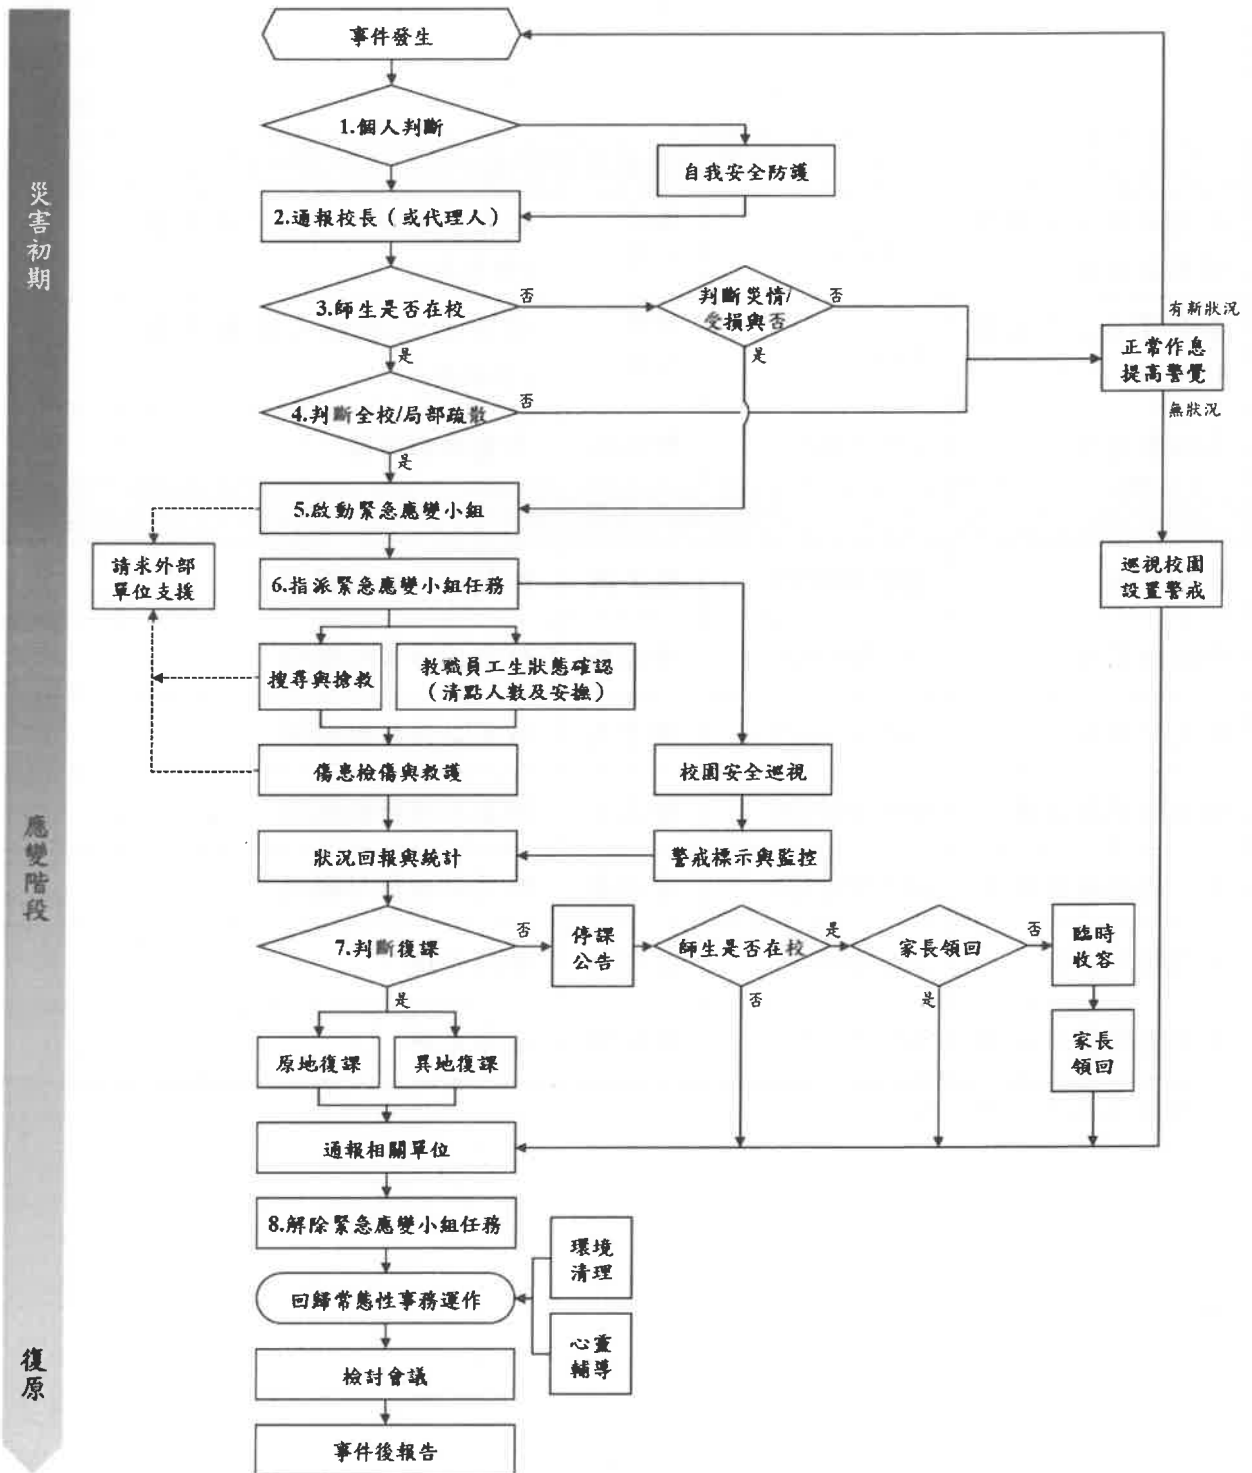 事件發生
1.個人判斷
自我安全防護
2.通報校長（或代理人）
3.師生是否在校
否
判斷災情/
受損與否
否
有新狀況
正常作息
提高警覺
無狀況
是
是
4.判斷全校/局部疏散
否
是
5.啟動緊急應變小組
請求外部
單位支援
6.指派緊急應變小組任務
巡視校園
設置警戒
搜尋與搶救
教職員工生狀態確認
（清點人數及安撫）
傷患檢傷與救護
校園安全巡視
狀況回報與統計
警戒標示與監控
7.判斷復課
否
停課
公告
師生是否在校
是
家長領回
否
臨時
收容
是
否
是
原地復課
異地復課
家長
領回
通報相關單位
8.解除緊急應變小組任務
環境
清理
回歸常態性事務運作
心靈
輔導
檢討會議
事件後報告
災害初期
應變階段
復原